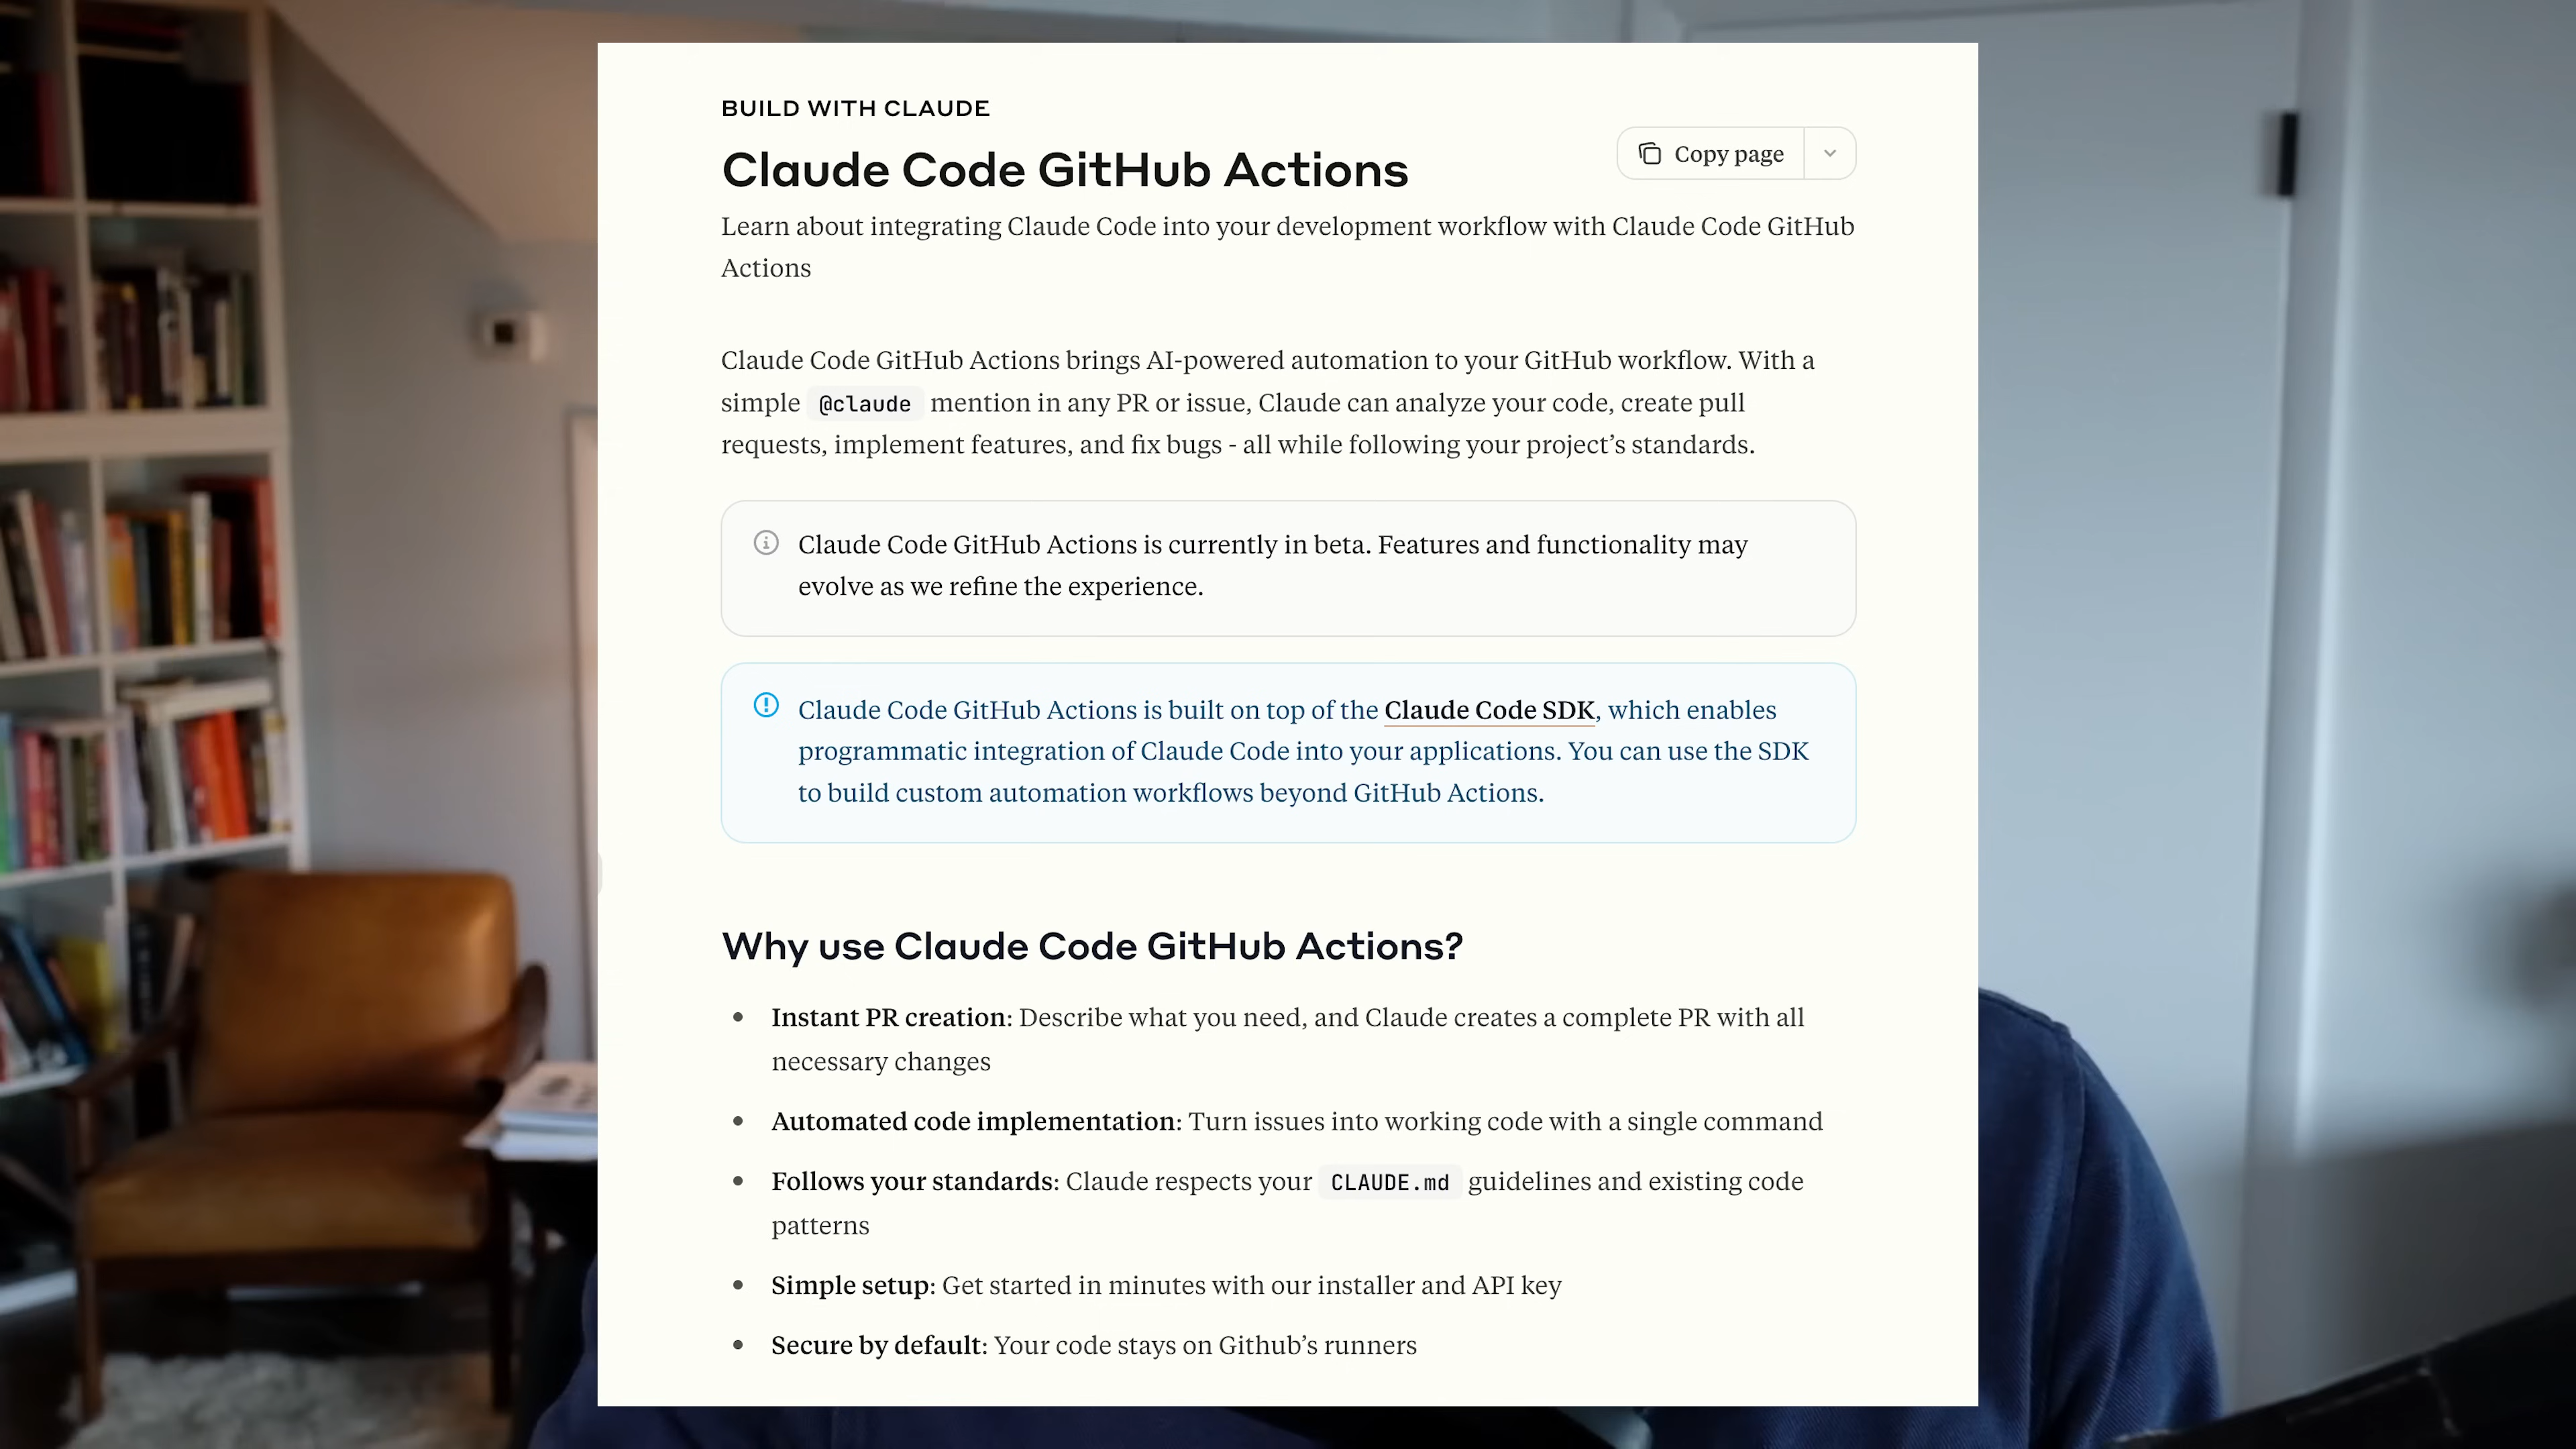 BUILD WITH CLAUDE
Claude Code GitHub Actions
Copy page
Learn about integrating Claude Code into your development workflow with Claude Code GitHub
Actions
Claude Code GitHub Actions brings AI-powered automation to your GitHub workflow. With a
simple @claude mention in any PR or issue, Claude can analyze your code, create pull
requests, implement features, and fix bugs - all while following your project’s standards.
Claude Code GitHub Actions is currently in beta. Features and functionality may
evolve as we refine the experience.
Claude Code GitHub Actions is built on top of the Claude Code SDK, which enables
programmatic integration of Claude Code into your applications. You can use the SDK
to build custom automation workflows beyond GitHub Actions.
Why use Claude Code GitHub Actions?
• Instant PR creation: Describe what you need, and Claude creates a complete PR with all
necessary changes
• Automated code implementation: Turn issues into working code with a single command
• Follows your standards: Claude respects your CLAUDE.md guidelines and existing code
patterns
• Simple setup: Get started in minutes with our installer and API key
• Secure by default: Your code stays on Github’s runners